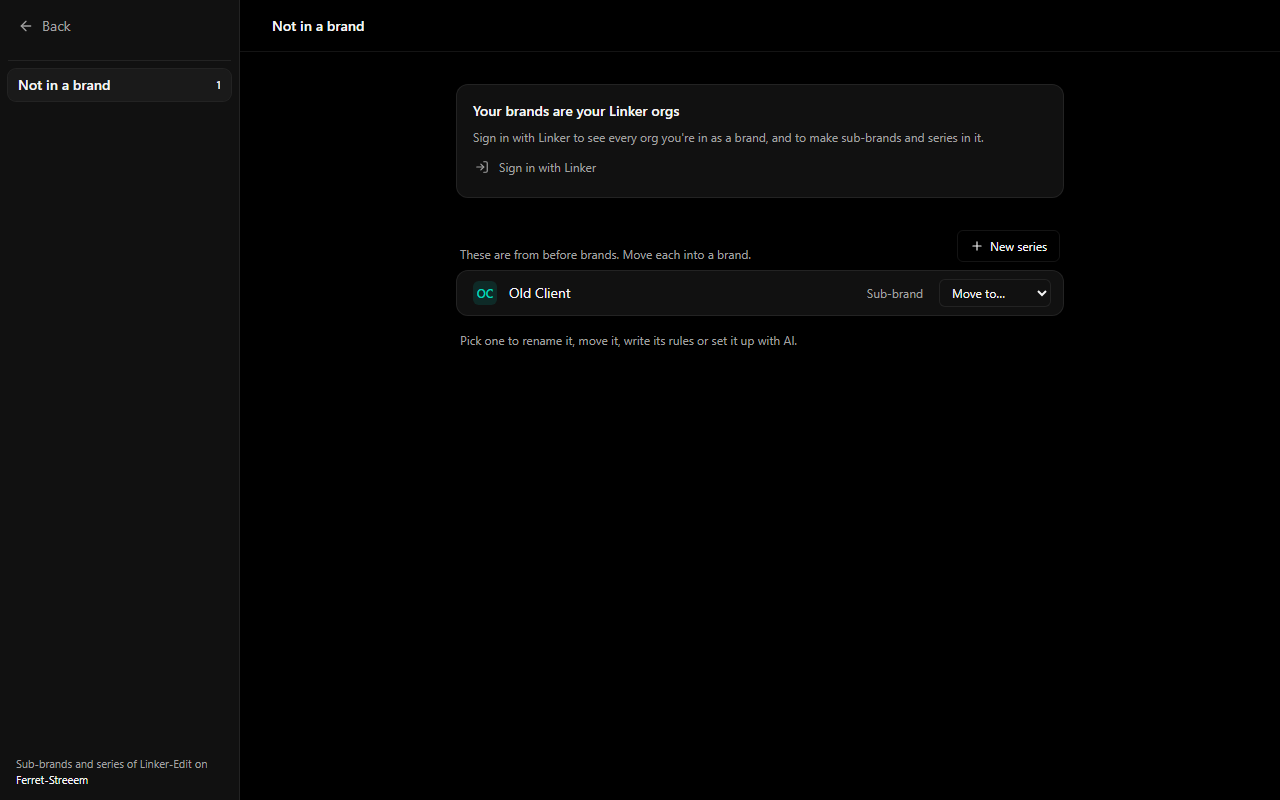 Back
Not in a brand
Not in a brand 1
Your brands are your Linker orgs
Sign in with Linker to see every org you're in as a brand, and to make sub-brands and series in it.
Sign in with Linker
New series
These are from before brands. Move each into a brand.
OC Old Client Sub-brand Move to...
Pick one to rename it, move it, write its rules or set it up with AI.
Sub-brands and series of Linker-Edit on
Ferret-Streeem